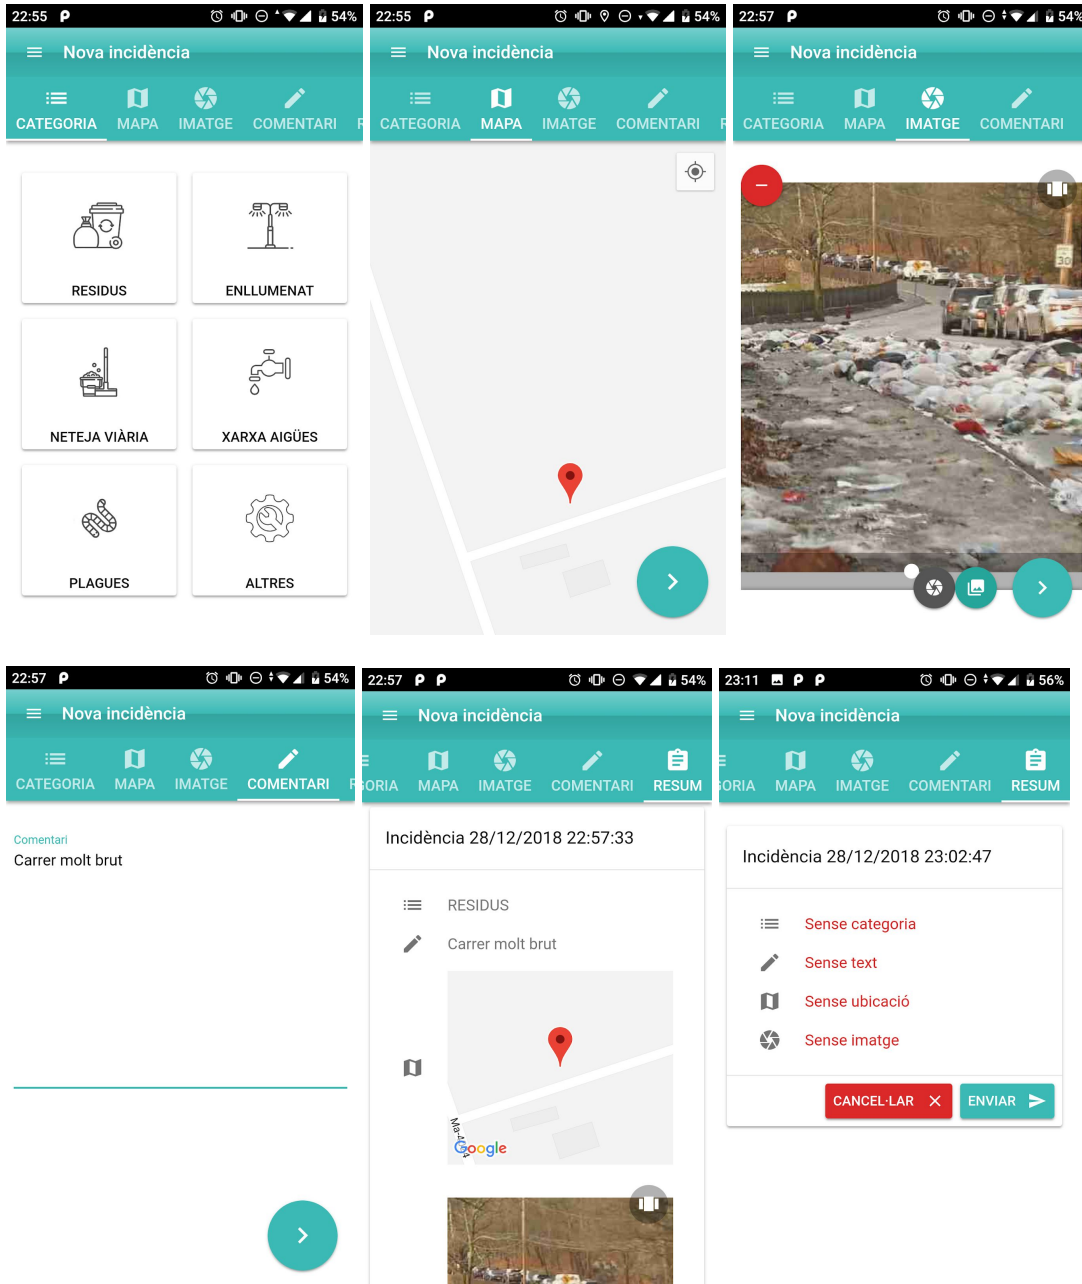 22:55 54%
Nova incidència
CATEGORIA MAPA IMATGE COMENTARI R
RESIDUS ENLLUMENAT
NETEJA VIÀRIA XARXA AIGÜES
PLAGUES ALTRES
22:55 54%
Nova incidència
CATEGORIA MAPA IMATGE COMENTARI
22:57 54%
Nova incidència
CATEGORIA MAPA IMATGE COMENTARI
30
22:57 54%
Nova incidència
CATEGORIA MAPA IMATGE COMENTARI
Comentari
Carrer molt brut
22:57 54%
Nova incidència
GORIA MAPA IMATGE COMENTARI RESUM
Incidència 28/12/2018 22:57:33
RESIDUS
Carrer molt brut
Google
23:11 56%
Nova incidència
GORIA MAPA IMATGE COMENTARI RESUM
Incidència 28/12/2018 23:02:47
Sense categoria
Sense text
Sense ubicació
Sense imatge
CANCEL·LAR ENVIAR